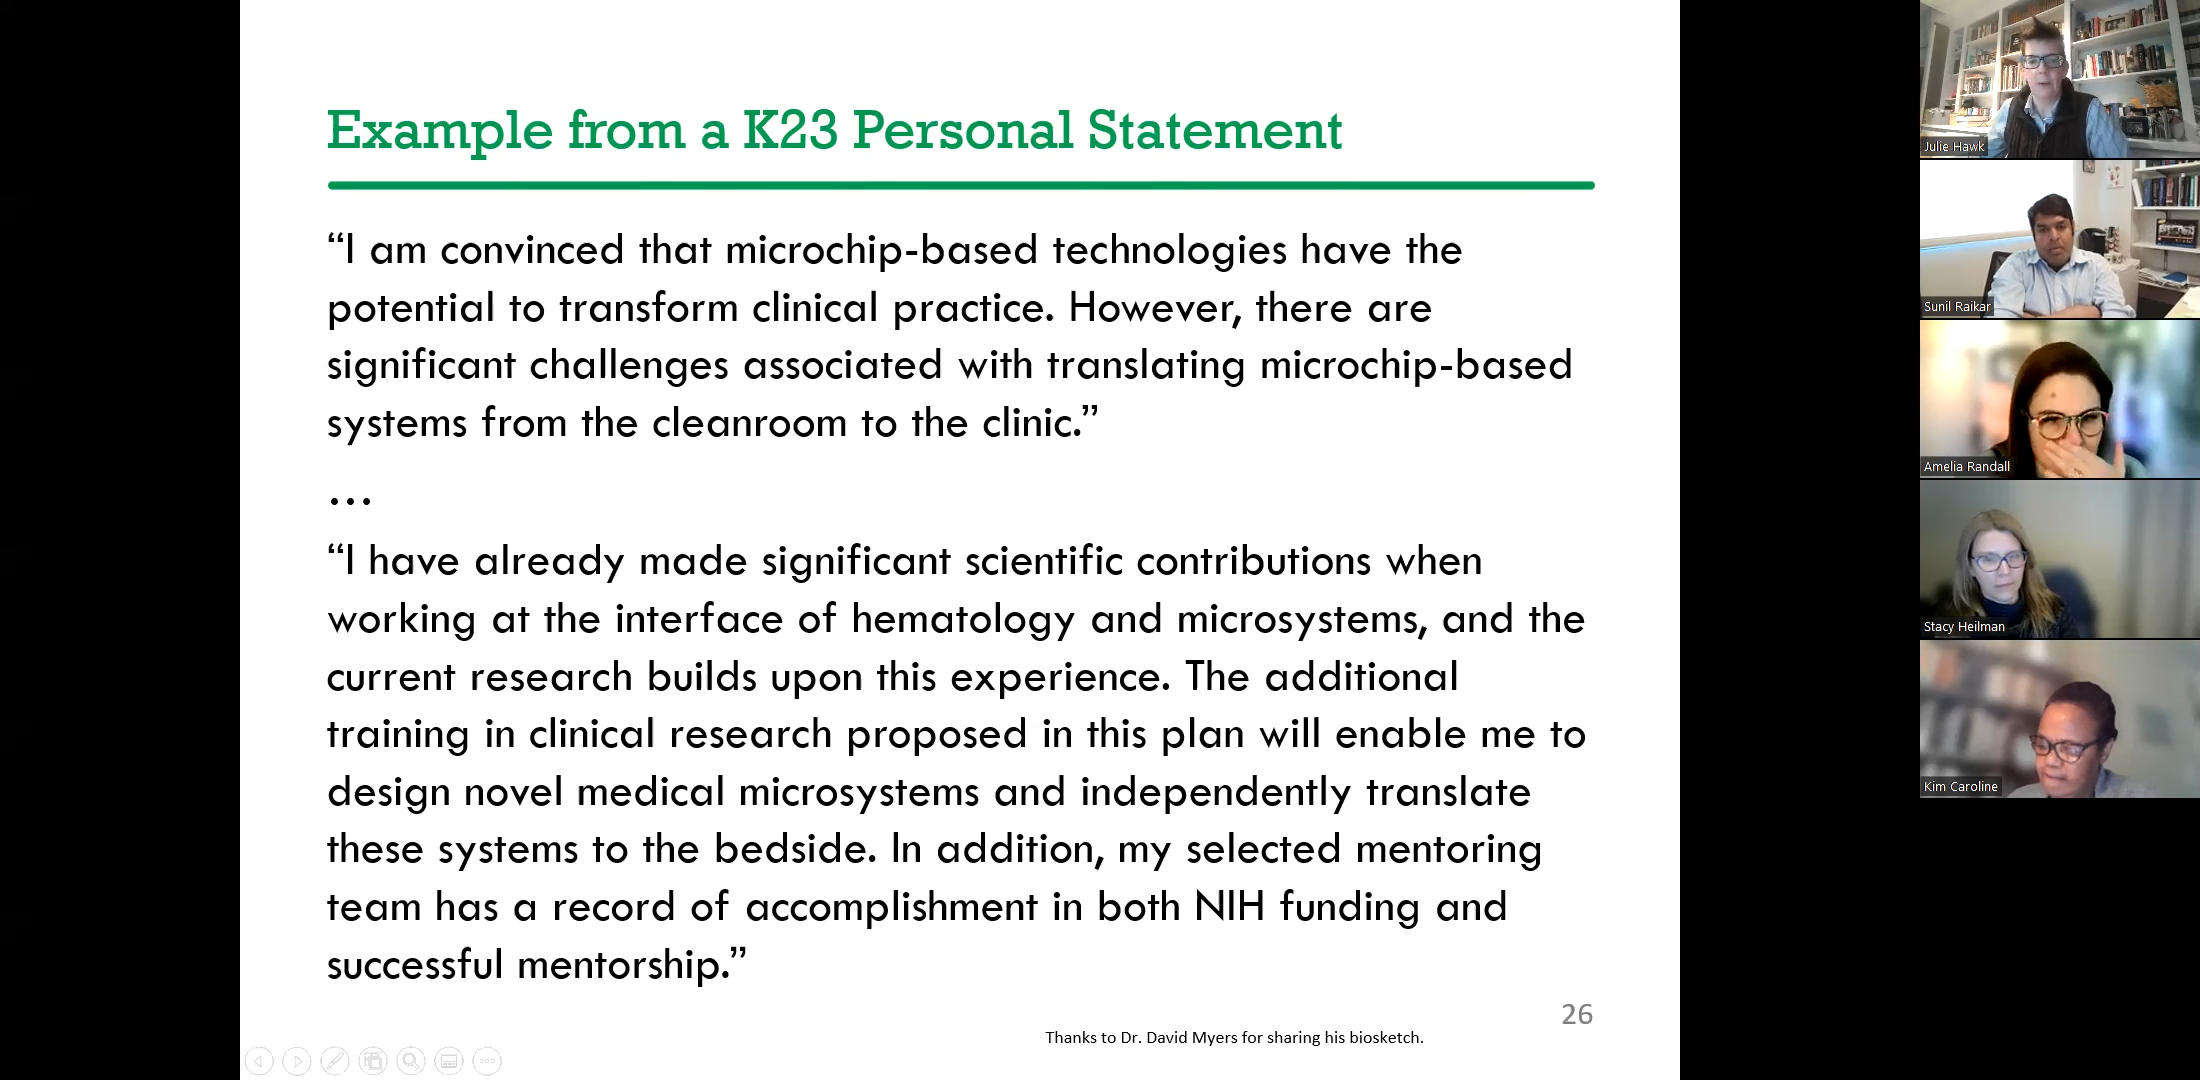 Example from a K23 Personal Statement
“I am convinced that microchip-based technologies have the
potential to transform clinical practice. However, there are
significant challenges associated with translating microchip-based
systems from the cleanroom to the clinic.”
…
“I have already made significant scientific contributions when
working at the interface of hematology and microsystems, and the
current research builds upon this experience. The additional
training in clinical research proposed in this plan will enable me to
design novel medical microsystems and independently translate
these systems to the bedside. In addition, my selected mentoring
team has a record of accomplishment in both NIH funding and
successful mentorship.”
26
Thanks to Dr. David Myers for sharing his biosketch.
Julie Hawk
Sunil Raikar
Amelia Randall
Stacy Heilman
Kim Caroline